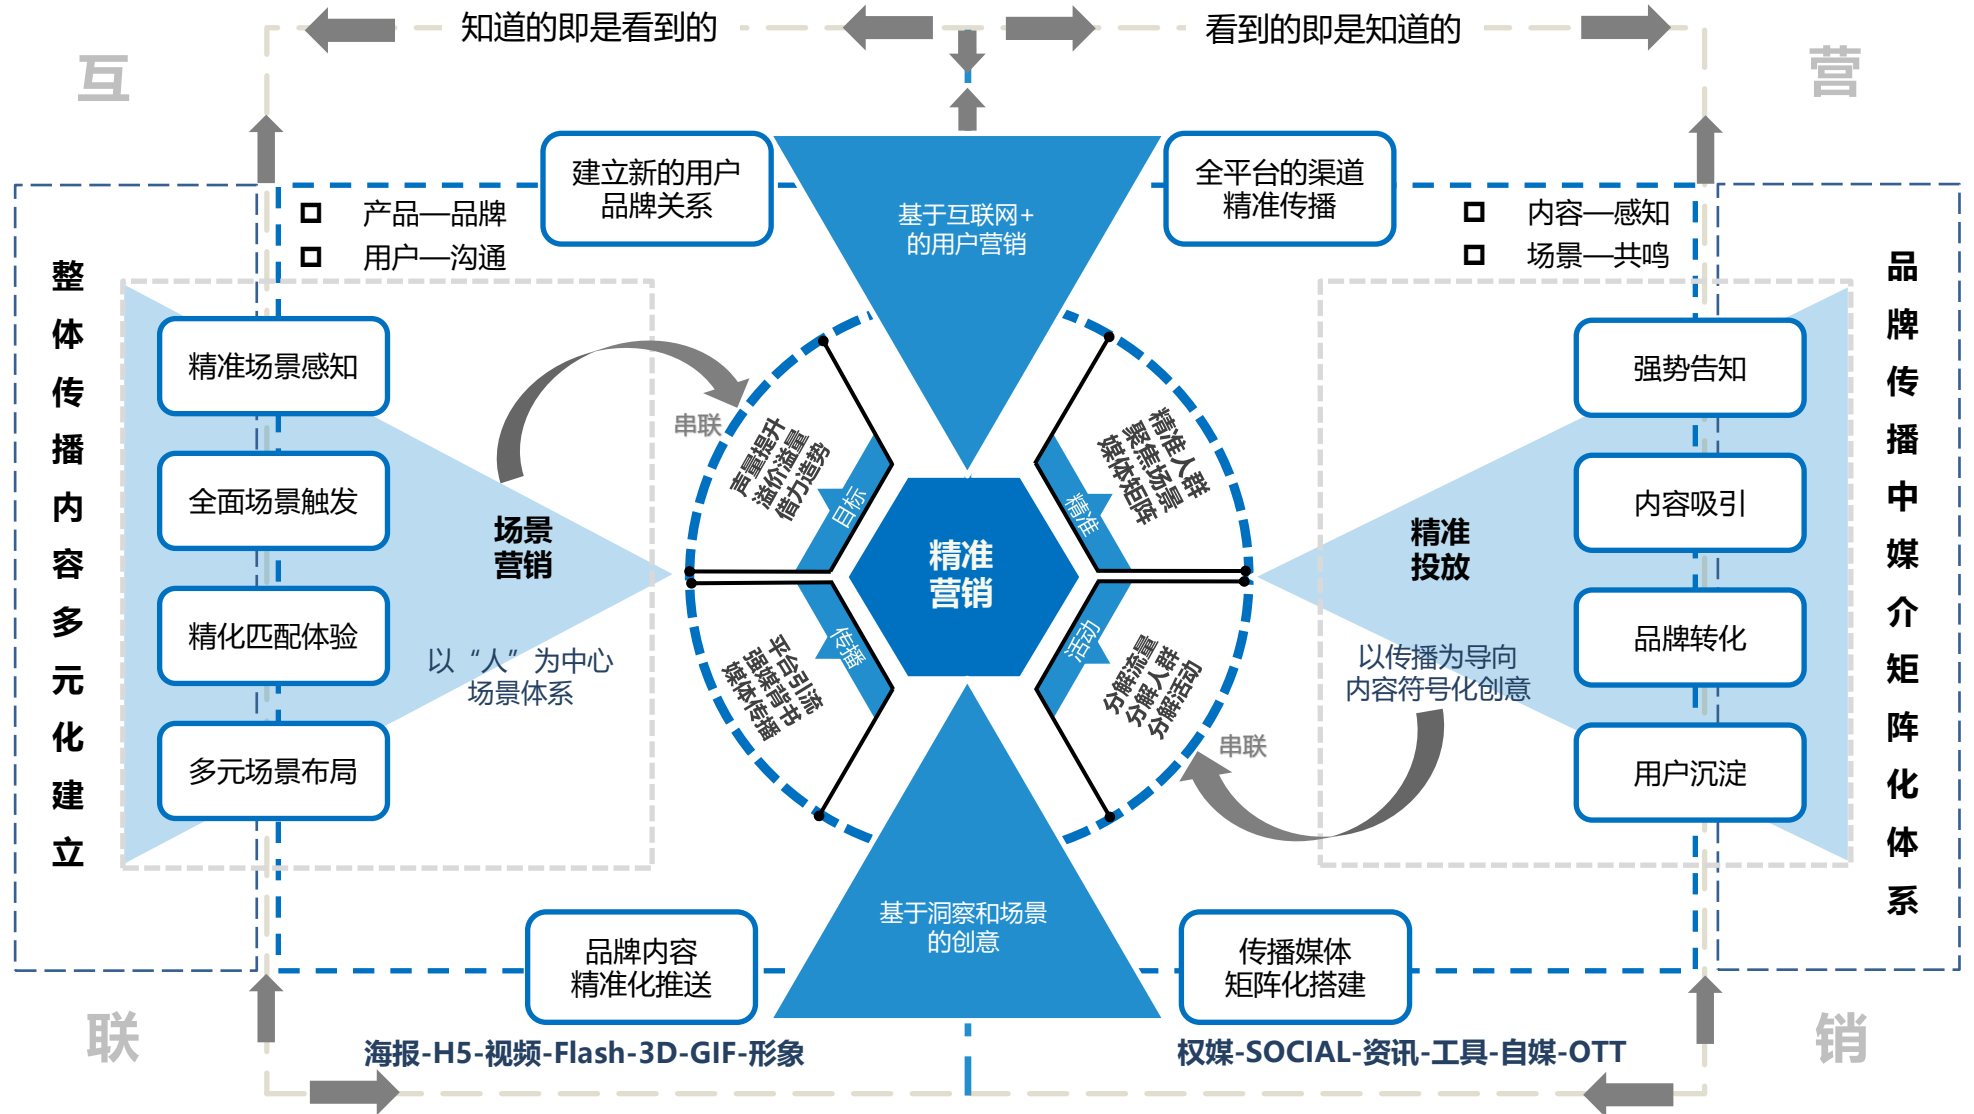 知道的即是看到的
看到的即是知道的
互
营
建立新的用户
品牌关系
全平台的渠道
精准传播
基于互联网+
的用户营销
产品—品牌
用户—沟通
内容—感知
场景—共鸣
整体传播内容多元化建立
精准场景感知
全面场景触发
精化匹配体验
多元场景布局
场景
营销
以“人”为中心
场景体系
串联
声量提升
溢价溢量
借力造势
目标
精准人群
聚焦场景
媒体矩阵
精准
精准
营销
平台引流
强媒背书
媒体传播
传播
分解流量
分解人群
分解活动
活动
串联
精准
投放
以传播为导向
内容符号化创意
强势告知
内容吸引
品牌转化
用户沉淀
品牌传播中媒介矩阵化体系
基于洞察和场景
的创意
品牌内容
精准化推送
传播媒体
矩阵化搭建
联
销
海报-H5-视频-Flash-3D-GIF-形象
权媒-SOCIAL-资讯-工具-自媒-OTT